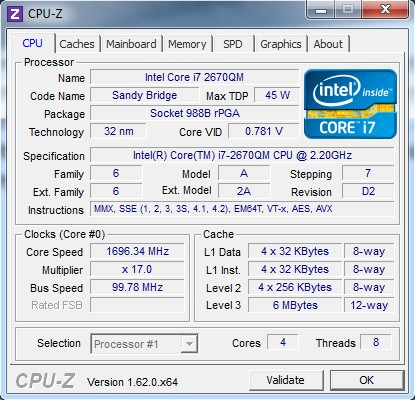 CPU-Z
CPU Caches Mainboard Memory SPD Graphics About
Processor
Name Intel Core i7 2670QM
Code Name Sandy Bridge Max TDP 45 W
Package Socket 988B rPGA
Technology 32 nm Core VID 0.781 V
intel inside™
CORE™ i7
Specification Intel(R) Core(TM) i7-2670QM CPU @ 2.20GHz
Family 6 Model A Stepping 7
Ext. Family 6 Ext. Model 2A Revision D2
Instructions MMX, SSE (1, 2, 3, 3S, 4.1, 4.2), EM64T, VT-x, AES, AVX
Clocks (Core #0)
Core Speed 1696.34 MHz
Multiplier x 17.0
Bus Speed 99.78 MHz
Rated FSB
Cache
L1 Data 4 x 32 KBytes 8-way
L1 Inst. 4 x 32 KBytes 8-way
Level 2 4 x 256 KBytes 8-way
Level 3 6 MBytes 12-way
Selection Processor #1 Cores 4 Threads 8
CPU-Z Version 1.62.0.x64 Validate OK